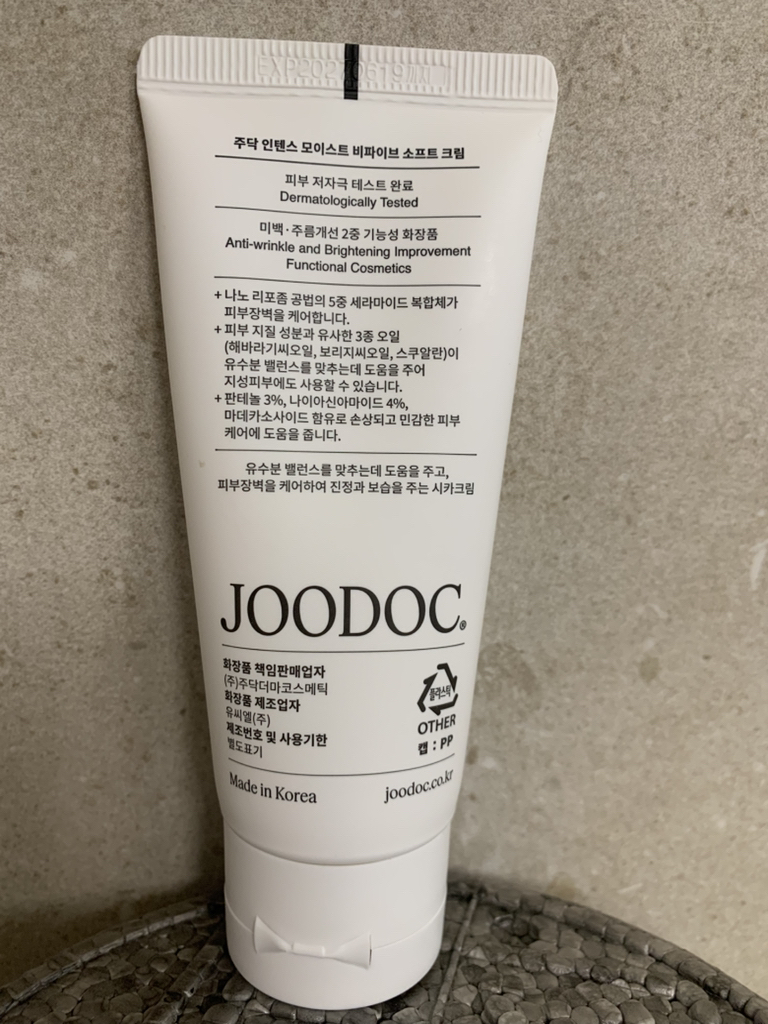 EXP20270619까지
주닥 인텐스 모이스트 비파이브 소프트 크림
피부 저자극 테스트 완료
Dermatologically Tested
미백·주름개선 2중 기능성 화장품
Anti-wrinkle and Brightening Improvement
Functional Cosmetics
+ 나노 리포좀 공법의 5중 세라마이드 복합체가
피부장벽을 케어합니다.
+ 피부 지질 성분과 유사한 3종 오일
(해바라기씨오일, 보리지씨오일, 스쿠알란)이
유수분 밸런스를 맞추는데 도움을 주어
지성피부에도 사용할 수 있습니다.
+ 판테놀 3%, 나이아신아마이드 4%,
마데카소사이드 함유로 손상되고 민감한 피부
케어에 도움을 줍니다.
유수분 밸런스를 맞추는데 도움을 주고,
피부장벽을 케어하여 진정과 보습을 주는 시카크림
JOODOC®
화장품 책임판매업자
(주)주닥더마코스메틱
화장품 제조업자
유씨엘(주)
제조번호 및 사용기한
별도표기
플라스틱
OTHER
캡 : PP
Made in Korea
joodoc.co.kr